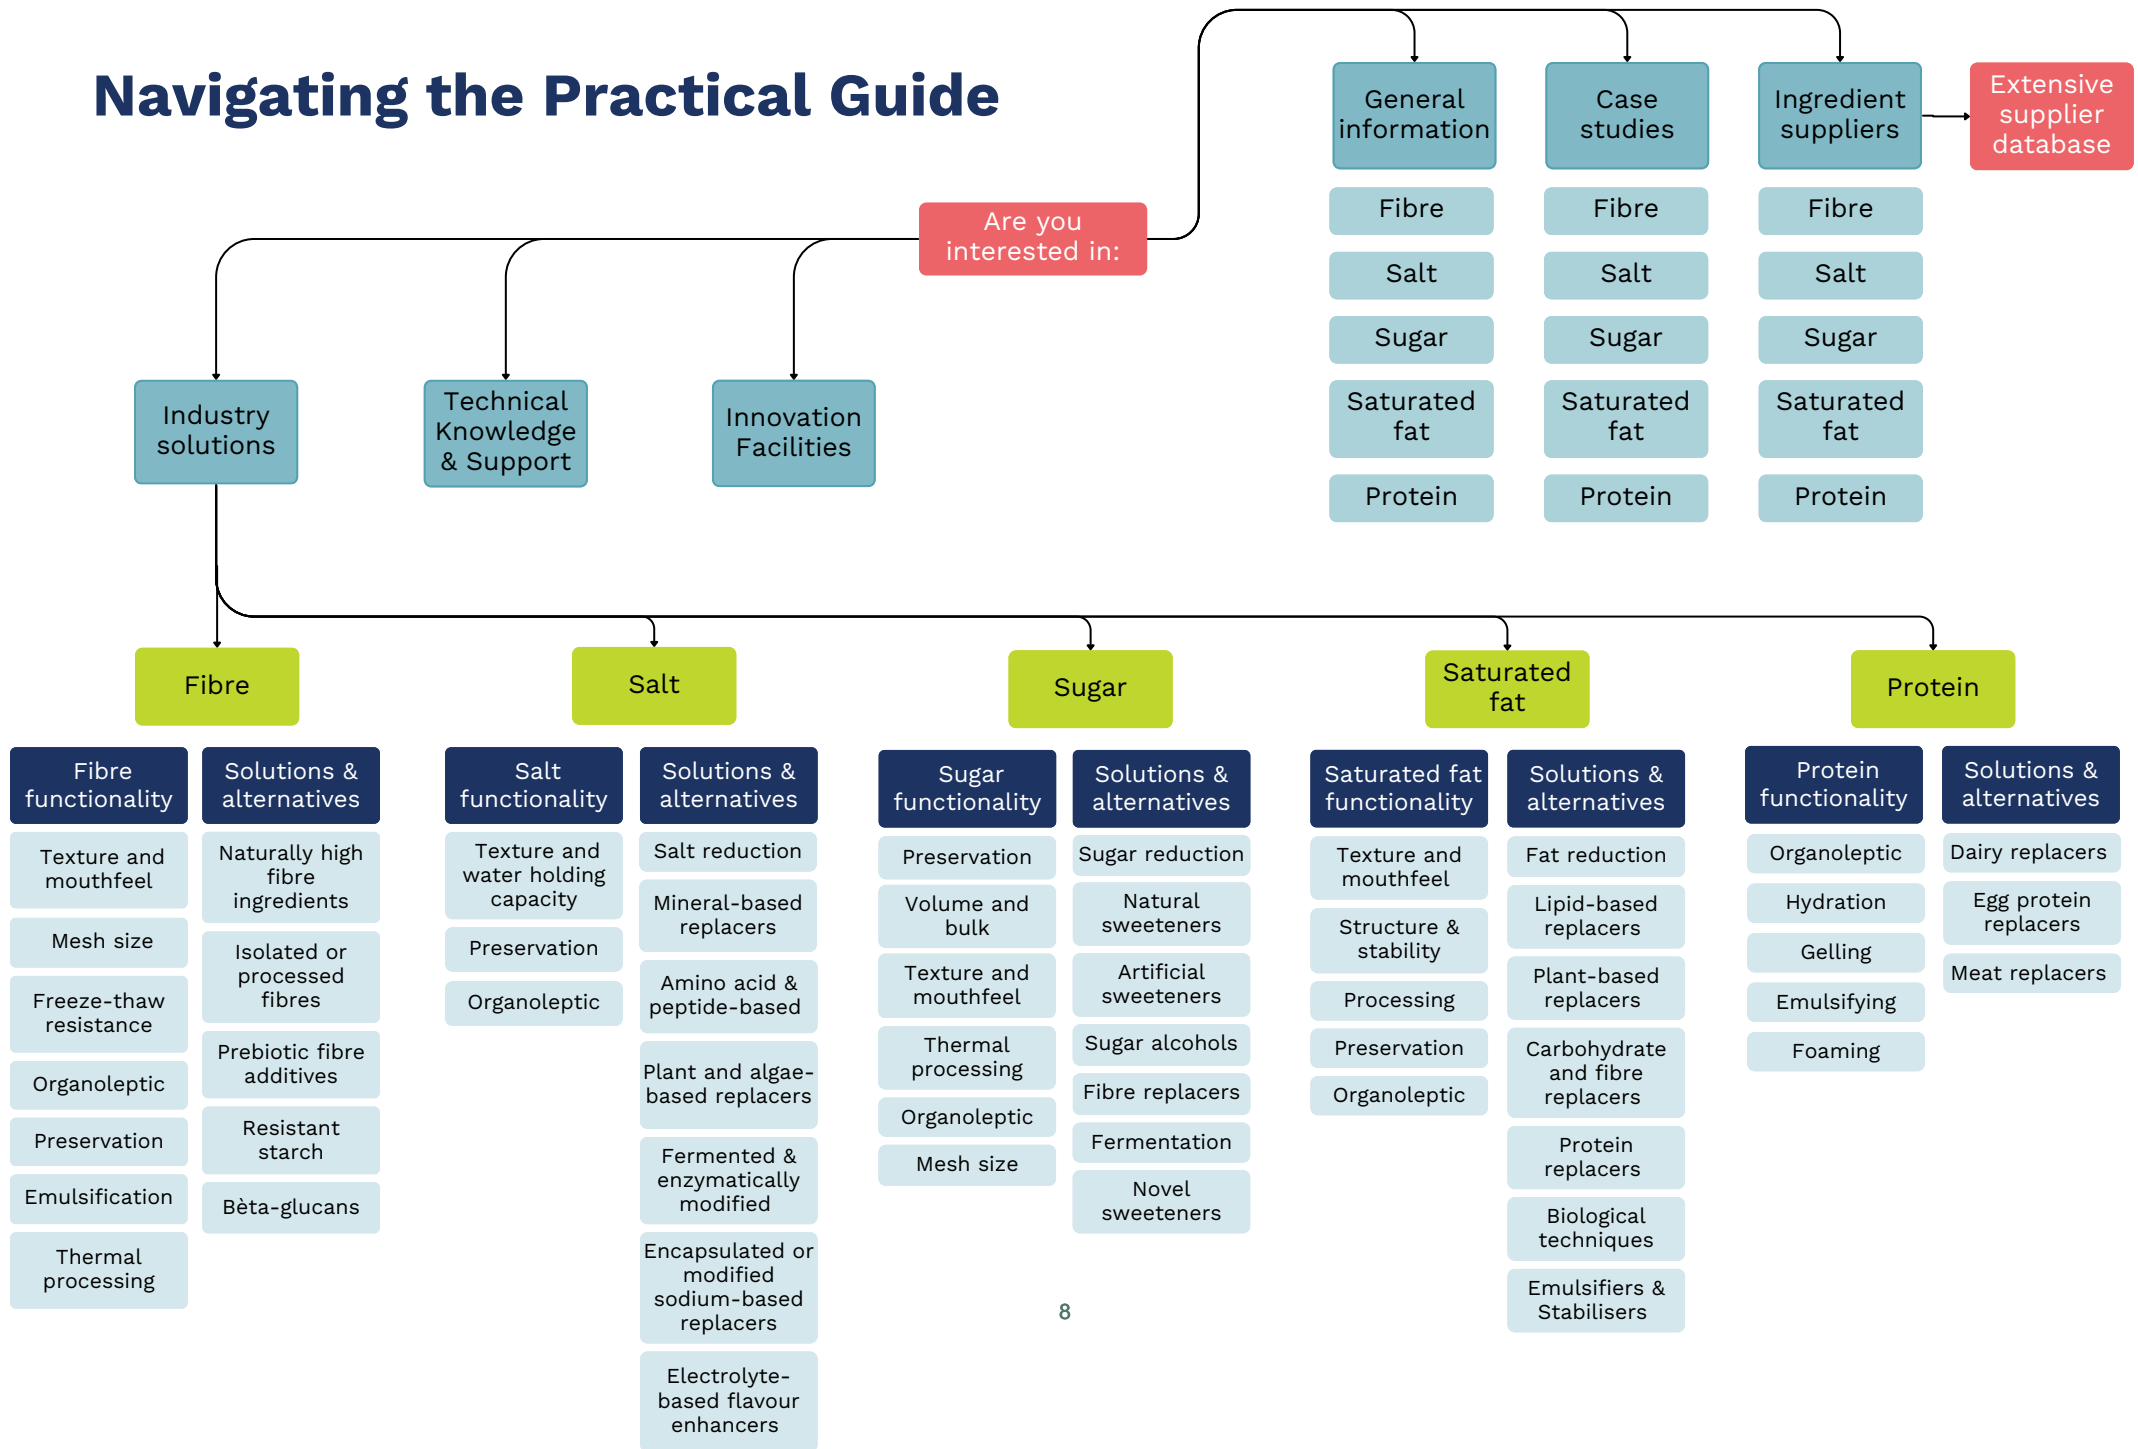 Navigating the Practical Guide
Are you
interested in:
General
information
Fibre
Salt
Sugar
Saturated
fat
Protein
Case
studies
Fibre
Salt
Sugar
Saturated
fat
Protein
Ingredient
suppliers
Fibre
Salt
Sugar
Saturated
fat
Protein
Extensive
supplier
database
Industry
solutions
Technical
Knowledge
& Support
Innovation
Facilities
Fibre
Fibre
functionality
Texture and
mouthfeel
Mesh size
Freeze-thaw
resistance
Organoleptic
Preservation
Emulsification
Thermal
processing
Solutions &
alternatives
Naturally high
fibre
ingredients
Isolated or
processed
fibres
Prebiotic fibre
additives
Resistant
starch
Bèta-glucans
Salt
Salt
functionality
Texture and
water holding
capacity
Preservation
Organoleptic
Solutions &
alternatives
Salt reduction
Mineral-based
replacers
Amino acid &
peptide-based
Plant and algae-
based replacers
Fermented &
enzymatically
modified
Encapsulated or
modified
sodium-based
replacers
Electrolyte-
based flavour
enhancers
Sugar
Sugar
functionality
Preservation
Volume and
bulk
Texture and
mouthfeel
Thermal
processing
Organoleptic
Mesh size
Solutions &
alternatives
Sugar reduction
Natural
sweeteners
Artificial
sweeteners
Sugar alcohols
Fibre replacers
Fermentation
Novel
sweeteners
Saturated
fat
Saturated fat
functionality
Texture and
mouthfeel
Structure &
stability
Processing
Preservation
Organoleptic
Solutions &
alternatives
Fat reduction
Lipid-based
replacers
Plant-based
replacers
Carbohydrate
and fibre
replacers
Protein
replacers
Biological
techniques
Emulsifiers &
Stabilisers
Protein
Protein
functionality
Organoleptic
Hydration
Gelling
Emulsifying
Foaming
Solutions &
alternatives
Dairy replacers
Egg protein
replacers
Meat replacers
8